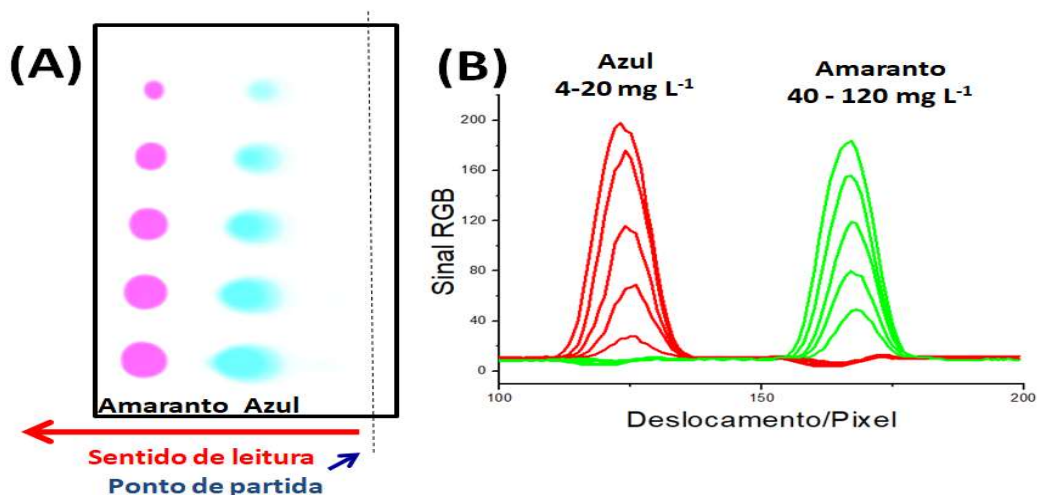 (A)
Amaranto Azul
Sentido de leitura
Ponto de partida
(B)
Azul
4-20 mg L⁻¹
Amaranto
40 - 120 mg L⁻¹
Sinal RGB
200
160
120
80
40
0
100
150
200
Deslocamento/Pixel